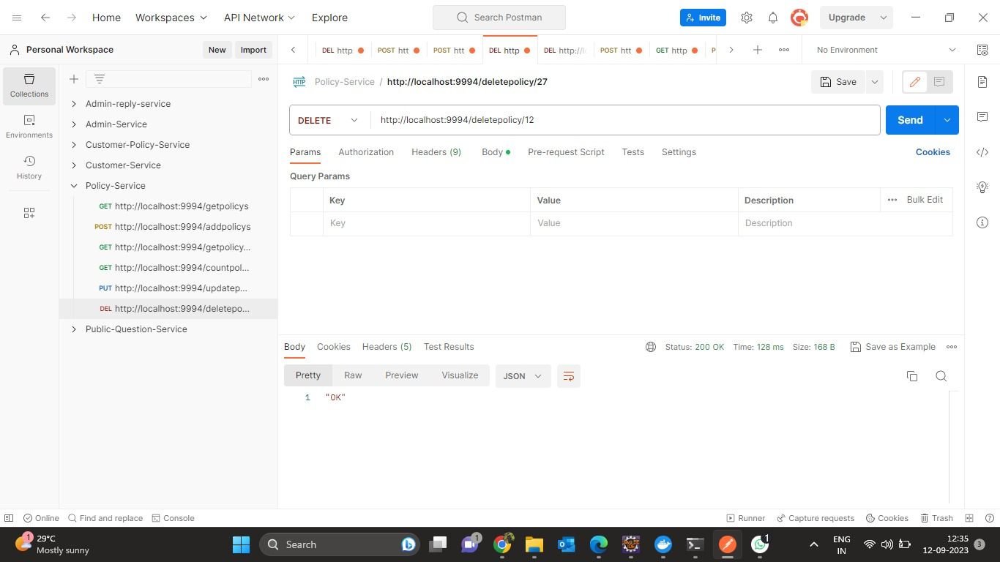 Home Workspaces API Network Explore Search Postman Invite Upgrade
Personal Workspace New Import DEL http POST htt POST htt DEL http DEL http://l POST htt GET http P No Environment
Collections
Environments
History
Admin-reply-service
Admin-Service
Customer-Policy-Service
Customer-Service
Policy-Service
GET http://localhost:9994/getpolicys
POST http://localhost:9994/addpolicys
GET http://localhost:9994/getpolicy...
GET http://localhost:9994/countpol...
PUT http://localhost:9994/updatep...
DEL http://localhost:9994/deletepo...
Public-Question-Service
HTTP Policy-Service / http://localhost:9994/deletepolicy/27 Save
DELETE http://localhost:9994/deletepolicy/12 Send
Params Authorization Headers (9) Body Pre-request Script Tests Settings Cookies
Query Params
Key Value Description Bulk Edit
Key Value Description
Body Cookies Headers (5) Test Results Status: 200 OK Time: 128 ms Size: 168 B Save as Example
Pretty Raw Preview Visualize JSON
1 "OK"
Online Find and replace Console Runner Capture requests Cookies Trash
1 29°C
Mostly sunny
Search
1
Java EE
IDE
1
ENG
IN
12:35
12-09-2023
3